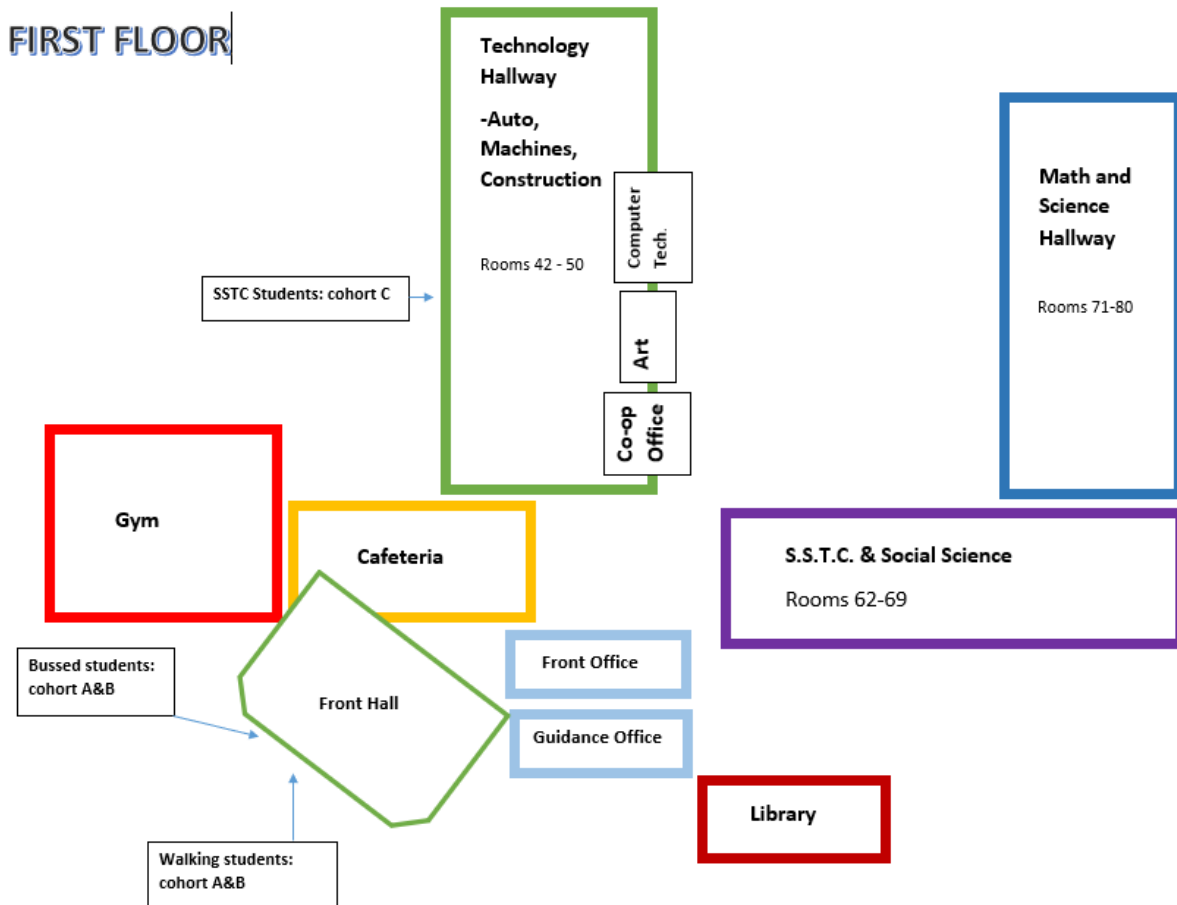 FIRST FLOOR
Technology
Hallway
-Auto,
Machines,
Construction
Rooms 42 - 50
Computer
Tech.
Art
Co-op
Office
Math and
Science
Hallway
Rooms 71-80
SSTC Students: cohort C
Gym
Cafeteria
S.S.T.C. & Social Science
Rooms 62-69
Bussed students:
cohort A&B
Front Hall
Front Office
Guidance Office
Library
Walking students:
cohort A&B